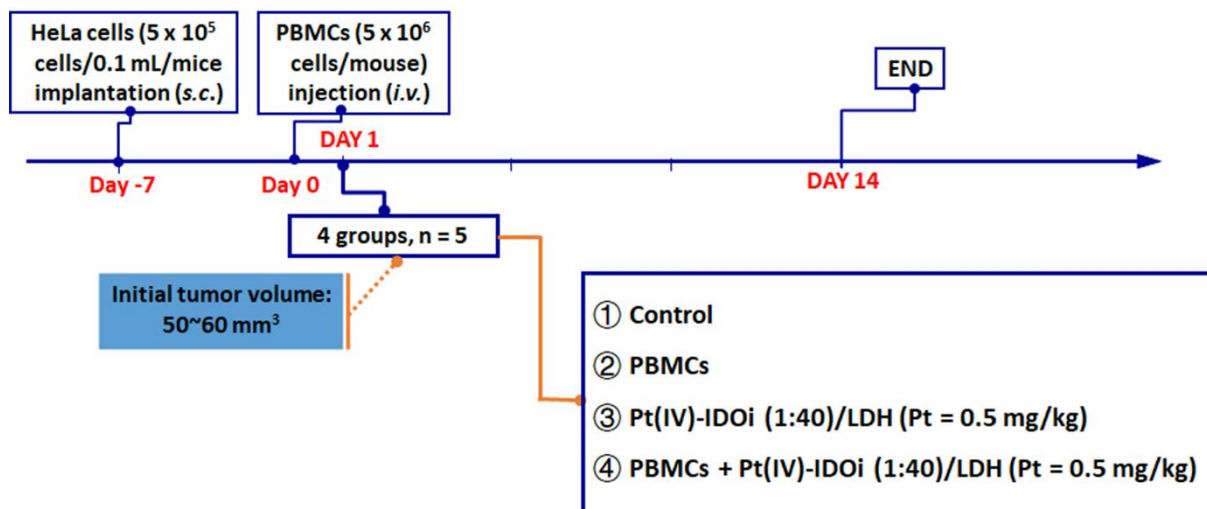 HeLa cells (5 x 10⁵
cells/0.1 mL/mice
implantation (s.c.)
PBMCs (5 x 10⁶
cells/mouse)
injection (i.v.)
END
DAY 1
Day -7
Day 0
DAY 14
4 groups, n = 5
Initial tumor volume:
50~60 mm³
① Control
② PBMCs
③ Pt(IV)-IDOi (1:40)/LDH (Pt = 0.5 mg/kg)
④ PBMCs + Pt(IV)-IDOi (1:40)/LDH (Pt = 0.5 mg/kg)